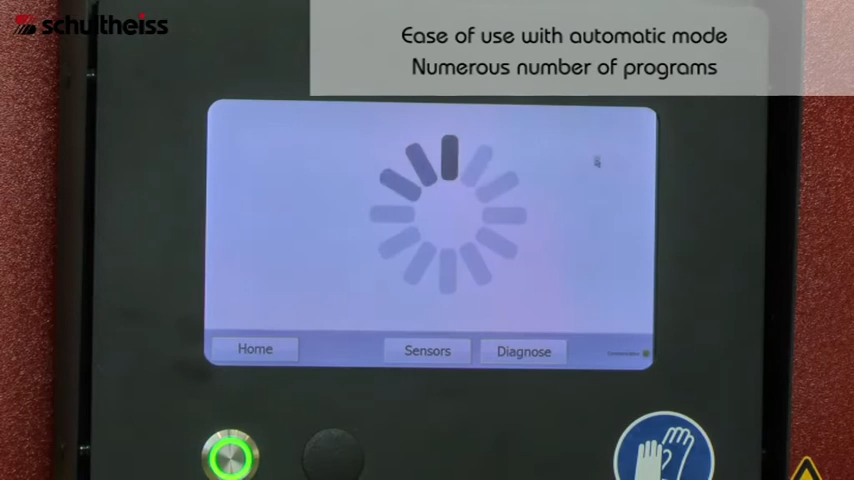 schultheiss
Ease of use with automatic mode
Numerous number of programs
Home
Sensors
Diagnose